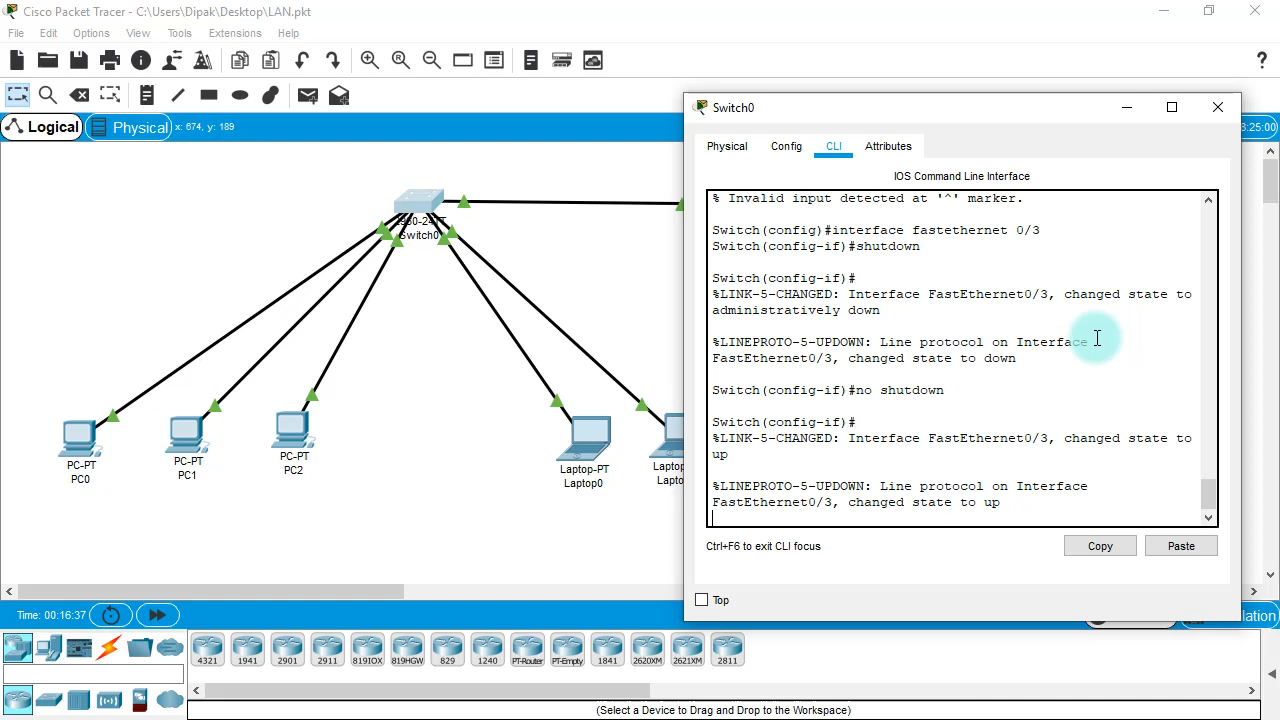 Cisco Packet Tracer - C:\Users\Dipak\Desktop\LAN.pkt
File Edit Options View Tools Extensions Help
Logical Physical x: 674, y: 189
Switch0
Physical Config CLI Attributes
IOS Command Line Interface
% Invalid input detected at '^' marker.
Switch(config)#interface fastethernet 0/3
Switch(config-if)#shutdown
Switch(config-if)#
%LINK-5-CHANGED: Interface FastEthernet0/3, changed state to
administratively down
%LINEPROTO-5-UPDOWN: Line protocol on Interface
FastEthernet0/3, changed state to down
Switch(config-if)#no shutdown
Switch(config-if)#
%LINK-5-CHANGED: Interface FastEthernet0/3, changed state to
up
%LINEPROTO-5-UPDOWN: Line protocol on Interface
FastEthernet0/3, changed state to up
Ctrl+F6 to exit CLI focus
Copy Paste
Top
Switch0
PC-PT
PC0
PC-PT
PC1
PC-PT
PC2
Laptop-PT
Laptop0
Time: 00:16:37
4321 1941 2901 2911 819IOX 819HGW 829 1240 PT-Router PT-Empty 1841 2620XM 2621XM 2811
(Select a Device to Drag and Drop to the Workspace)